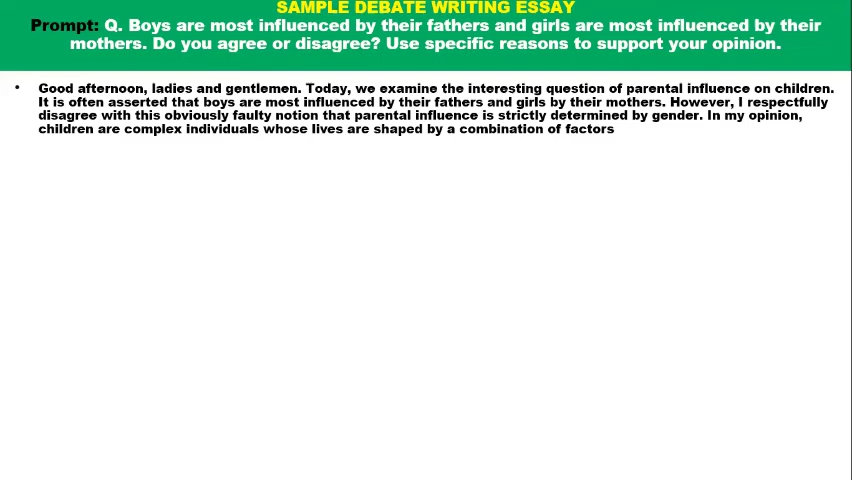 SAMPLE DEBATE WRITING ESSAY
Prompt: Q. Boys are most influenced by their fathers and girls are most influenced by their
mothers. Do you agree or disagree? Use specific reasons to support your opinion.
• Good afternoon, ladies and gentlemen. Today, we examine the interesting question of parental influence on children.
It is often asserted that boys are most influenced by their fathers and girls by their mothers. However, I respectfully
disagree with this obviously faulty notion that parental influence is strictly determined by gender. In my opinion,
children are complex individuals whose lives are shaped by a combination of factors